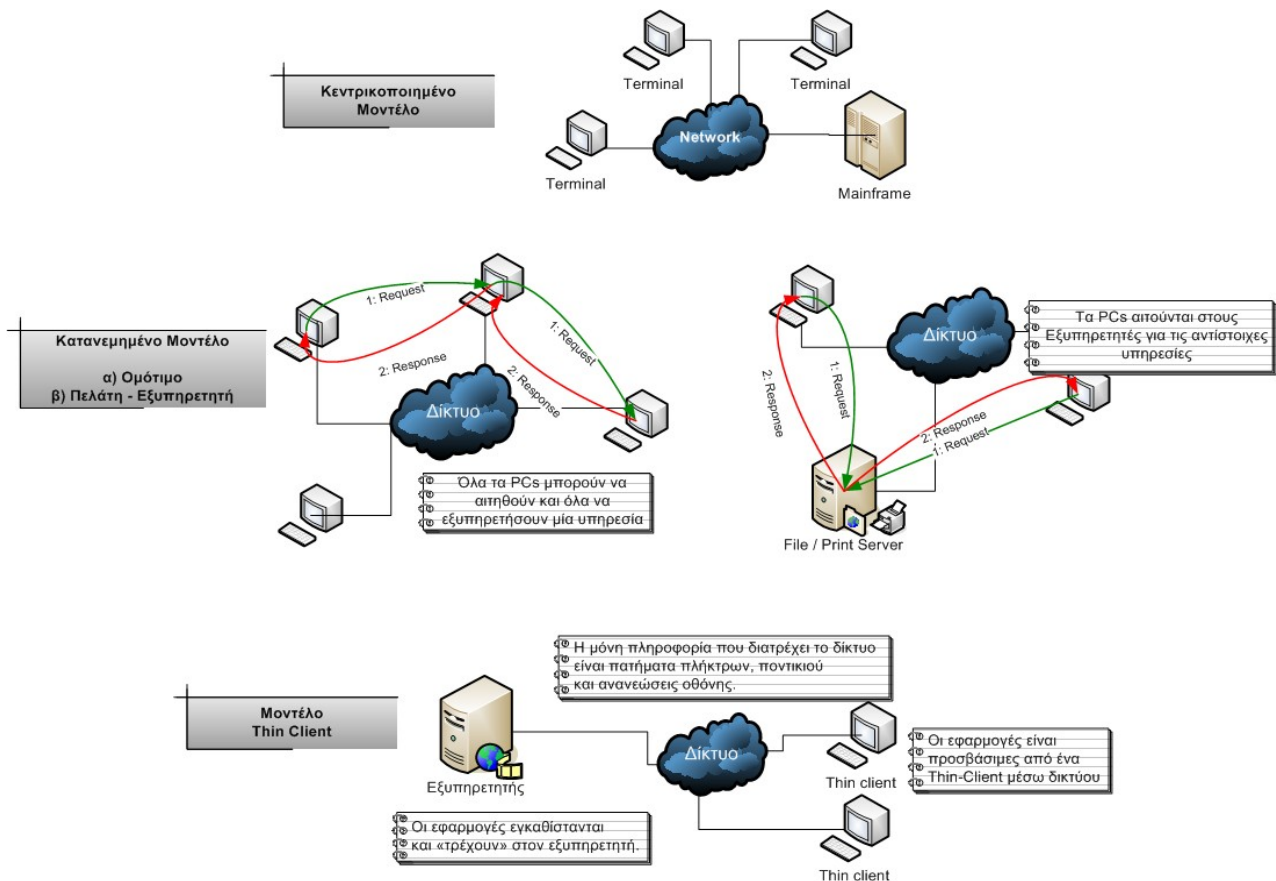 Terminal
Terminal
Κεντρικοποιημένο
Μοντέλο
Network
Terminal
Mainframe
1: Request
1: Request
2: Response
2: Response
Δίκτυο
Κατανεμημένο Μοντέλο
α) Ομότιμο
β) Πελάτη - Εξυπηρετητή
Όλα τα PCs μπορούν να
αιτηθούν και όλα να
εξυπηρετήσουν μία υπηρεσία
Δίκτυο
Τα PCs αιτούνται στους
Εξυπηρετητές για τις αντίστοιχες
υπηρεσίες
1: Request
2: Response
2: Response
1: Request
File / Print Server
Η μόνη πληροφορία που διατρέχει το δίκτυο
είναι πατήματα πλήκτρων, ποντικιού
και ανανεώσεις οθόνης.
Μοντέλο
Thin Client
Εξυπηρετητής
Δίκτυο
Thin client
Οι εφαρμογές είναι
προσβάσιμες από ένα
Thin-Client μέσω δικτύου
Οι εφαρμογές εγκαθίστανται
και «τρέχουν» στον εξυπηρετητή.
Thin client